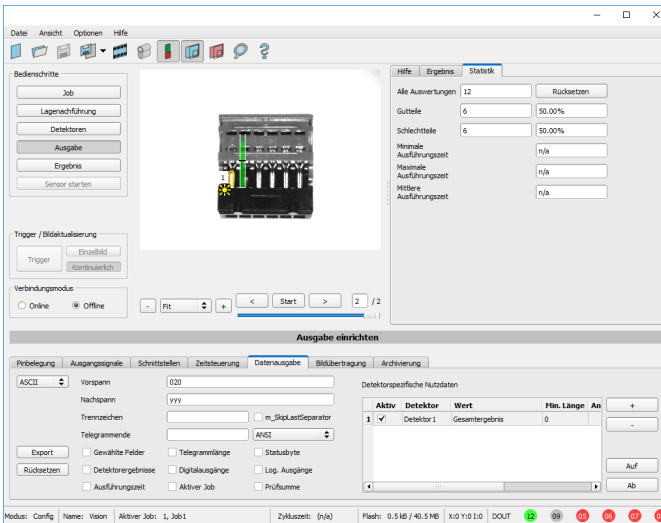 Datei Ansicht Optionen Hilfe
Bedienschritte
Job
Lagenachführung
Detektoren
Ausgabe
Ergebnis
Sensor starten
Trigger / Bildaktualisierung
Trigger
Einzelbild
Kontinuierlich
Verbindungsmodus
Online Offline
1
- Fit + < Start > 2 /2
Hilfe Ergebnis Statistik
Alle Auswertungen 12 Rücksetzen
Gutteile 6 50.00%
Schlechtteile 6 50.00%
Minimale
Ausführungszeit n/a
Maximale
Ausführungszeit n/a
Mittlere
Ausführungszeit n/a
Ausgabe einrichten
Pinbelegung Ausgangssignale Schnittstellen Zeitsteuerung Datenausgabe Bildübertragung Archivierung
ASCII Vorspann 020
Nachspann yyy
Trennzeichen m_SkipLastSeparator
Telegrammende ANSI
Export Gewählte Felder Telegrammlänge Statusbyte
Rücksetzen Detektorergebnisse Digitalausgänge Log. Ausgänge
Ausführungszeit Aktiver Job Prüfsumme
Detektorspezifische Nutzdaten
Aktiv Detektor Wert Min. Länge An
1 Detektor1 Gesamtergebnis 0
+
-
Auf
Ab
Modus: Config Name: Vision Aktiver Job: 1, Job1 Zykluszeit: (n/a) Flash: 0.5 kB / 40.5 MB X:0 Y:0 I:0 DOUT 12 09 05 06 07